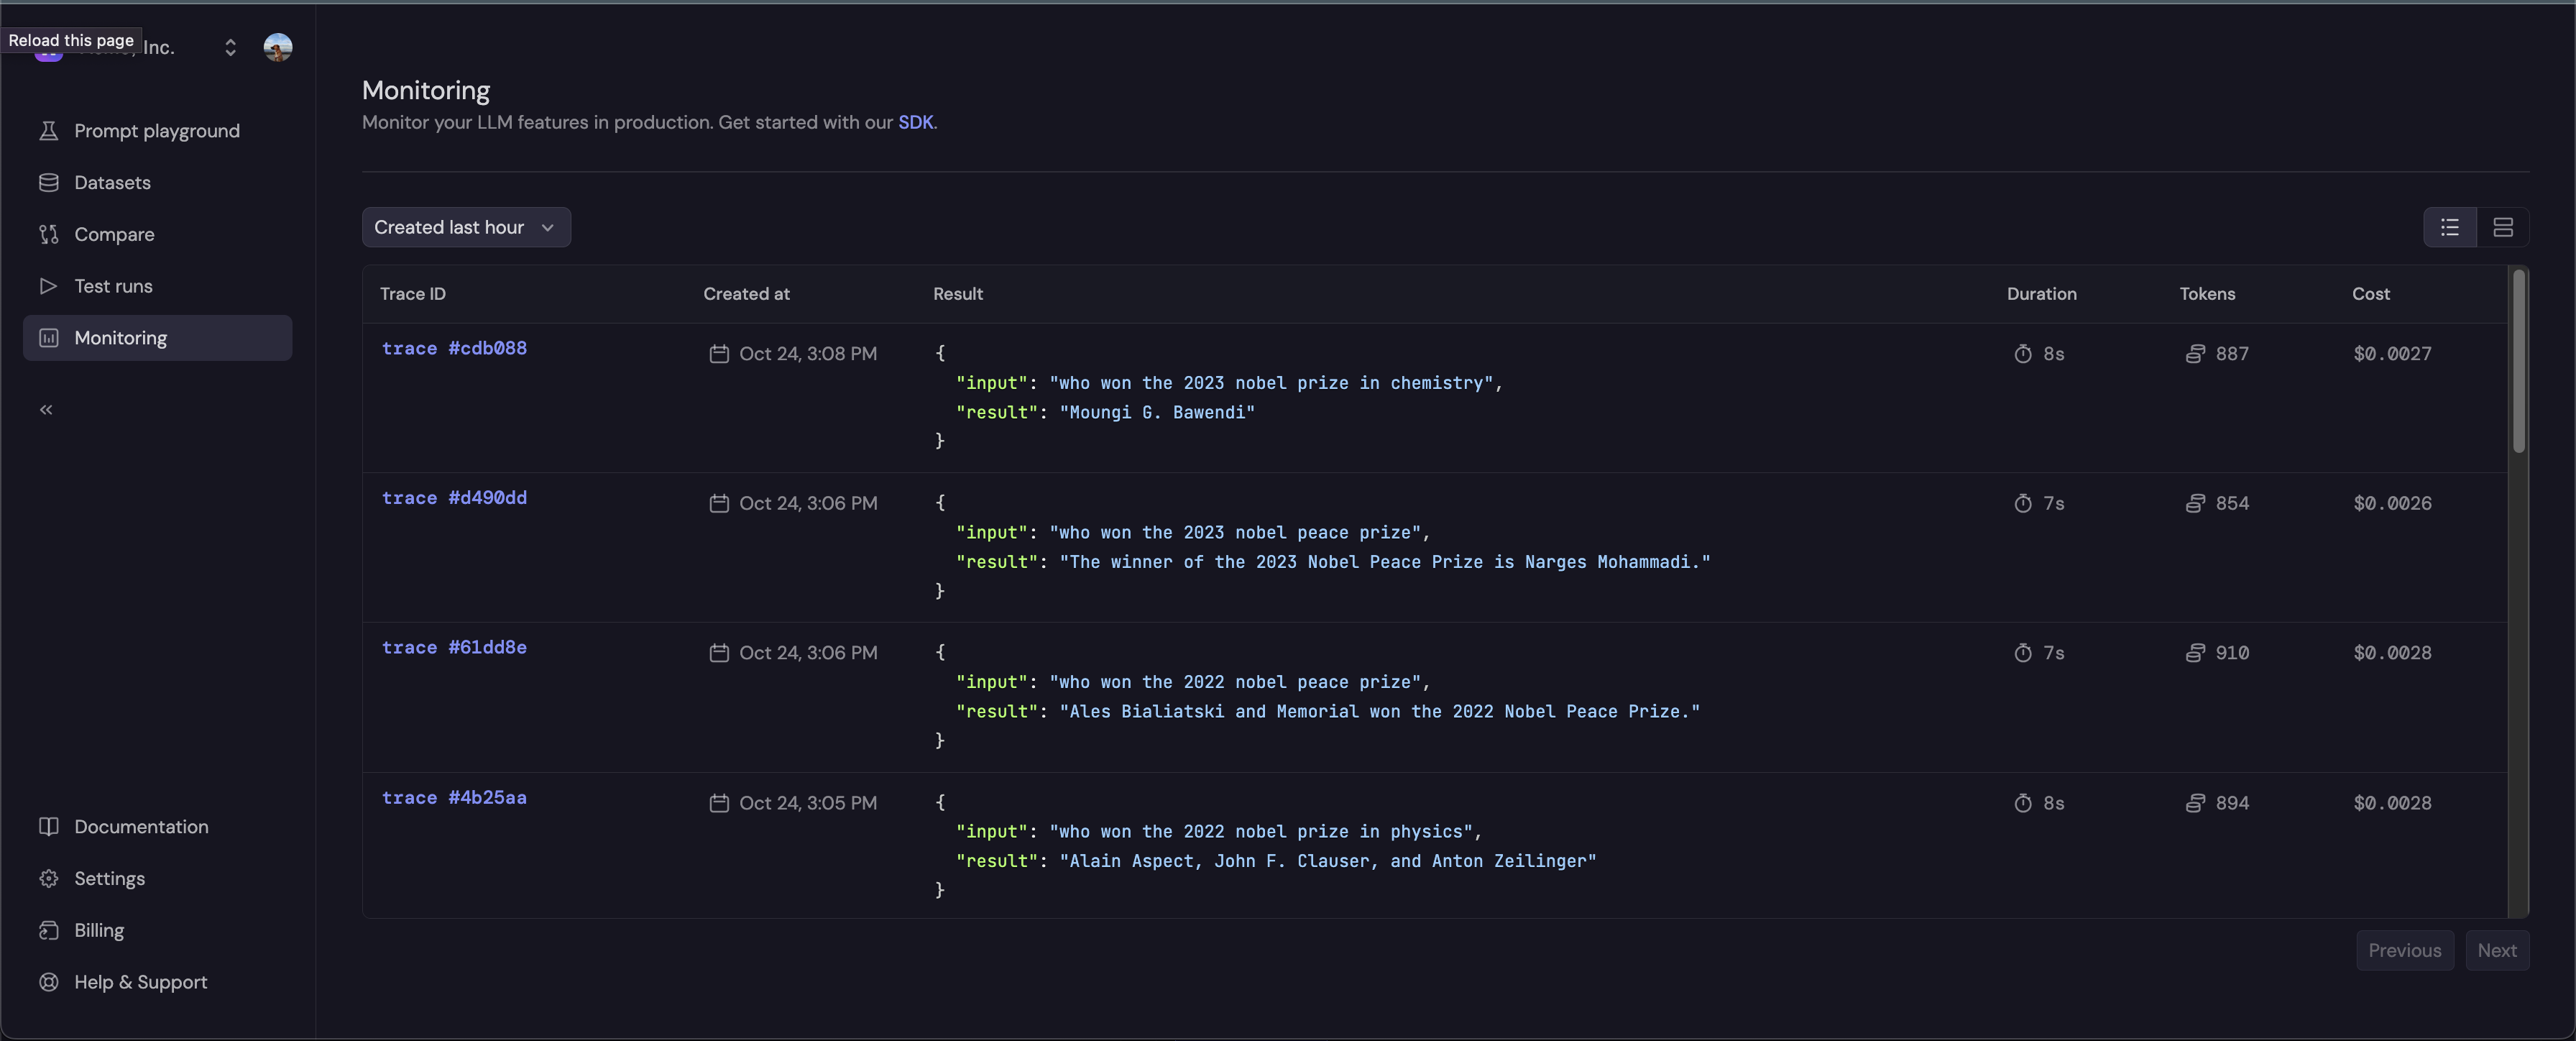 Reload this page
Inc.
Prompt playground
Datasets
Compare
Test runs
Monitoring
Documentation
Settings
Billing
Help & Support
Monitoring
Monitor your LLM features in production. Get started with our SDK.
Created last hour
Trace ID Created at Result Duration Tokens Cost
trace #cdb088 Oct 24, 3:08 PM { 8s 887 $0.0027
"input": "who won the 2023 nobel prize in chemistry",
"result": "Moungi G. Bawendi"
}
trace #d490dd Oct 24, 3:06 PM { 7s 854 $0.0026
"input": "who won the 2023 nobel peace prize",
"result": "The winner of the 2023 Nobel Peace Prize is Narges Mohammadi."
}
trace #61dd8e Oct 24, 3:06 PM { 7s 910 $0.0028
"input": "who won the 2022 nobel peace prize",
"result": "Ales Bialiatski and Memorial won the 2022 Nobel Peace Prize."
}
trace #4b25aa Oct 24, 3:05 PM { 8s 894 $0.0028
"input": "who won the 2022 nobel prize in physics",
"result": "Alain Aspect, John F. Clauser, and Anton Zeilinger"
}
Previous Next